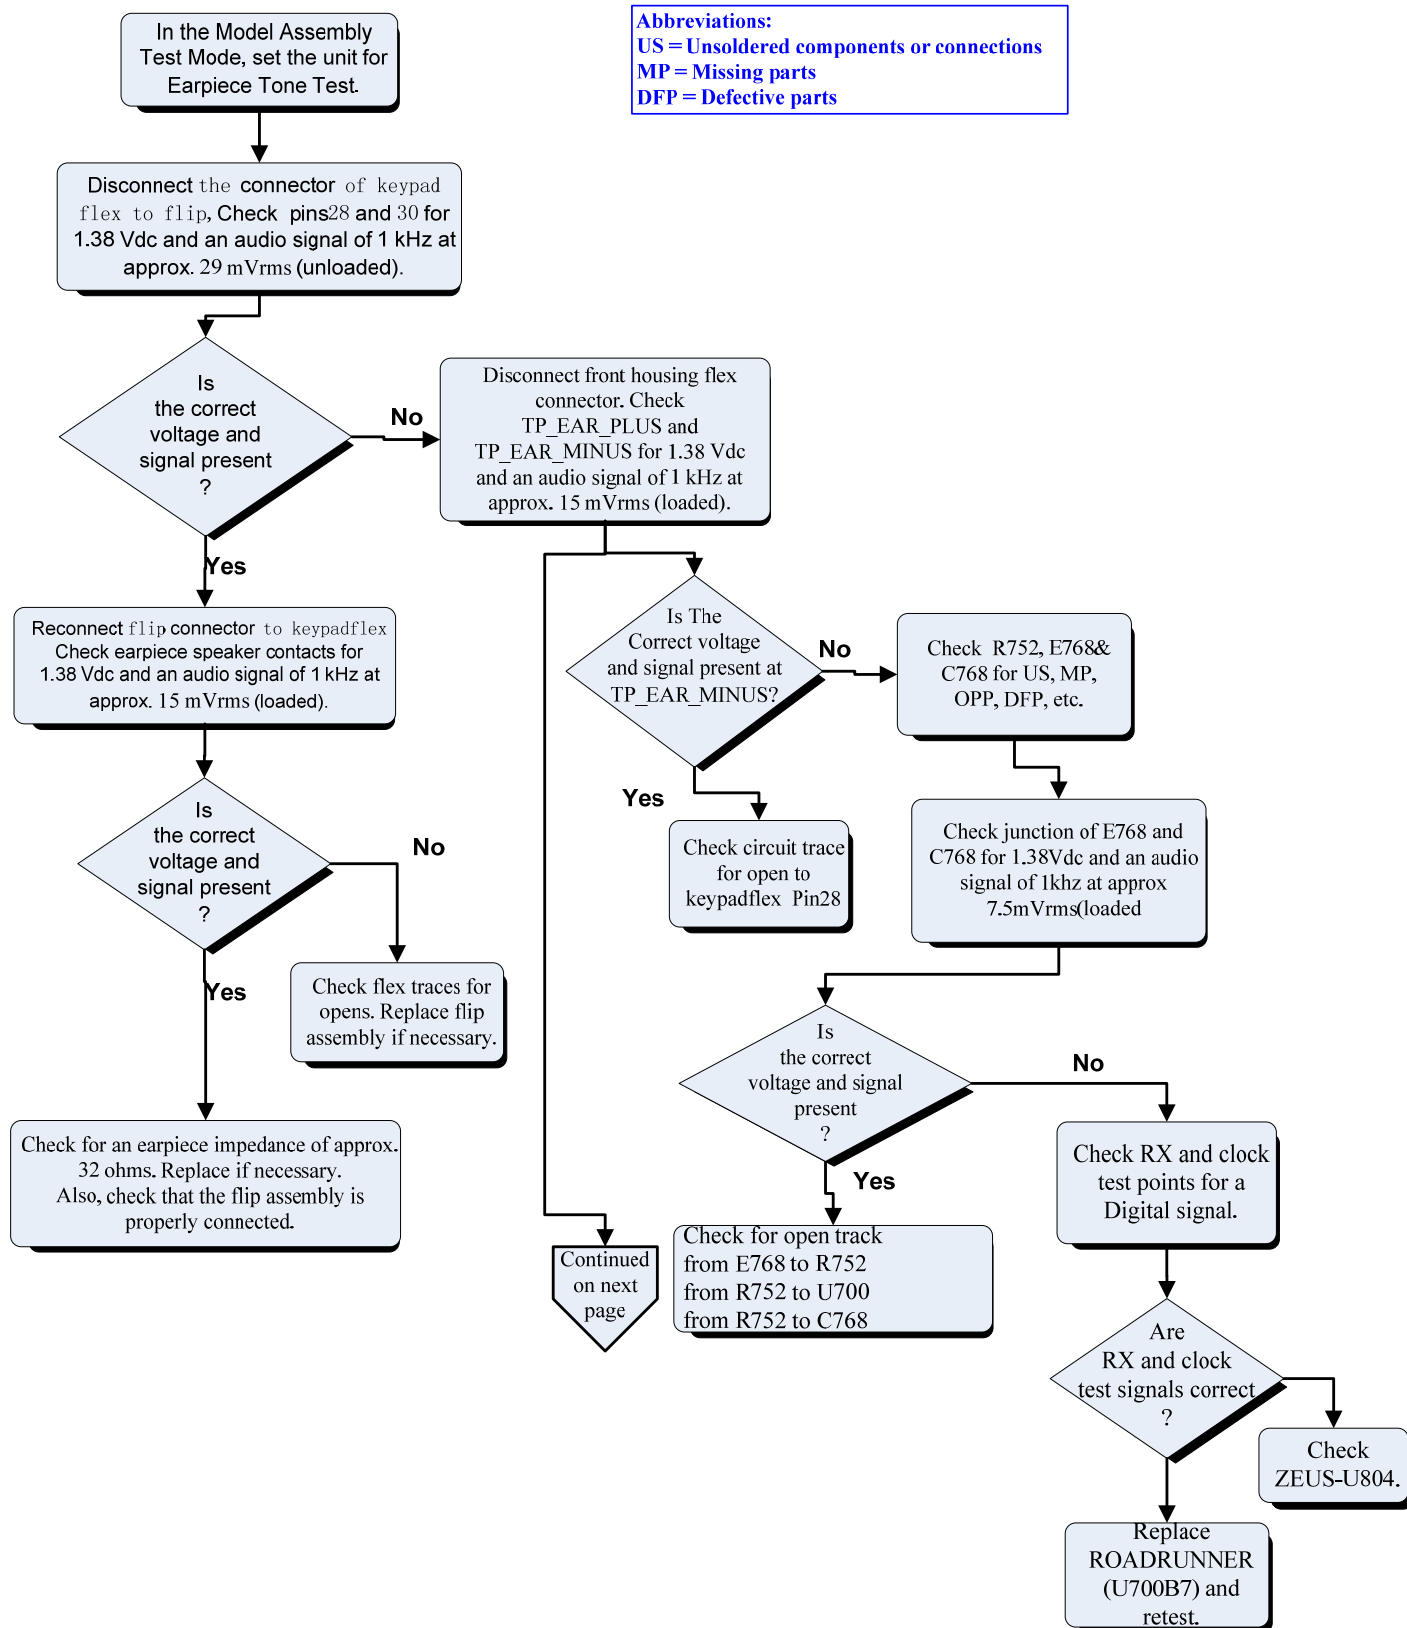 In the Model Assembly
Test Mode, set the unit for
Earpiece Tone Test.
Abbreviations:
US = Unsoldered components or connections
MP = Missing parts
DFP = Defective parts
Disconnect the connector of keypad
flex to flip, Check pins28 and 30 for
1.38 Vdc and an audio signal of 1 kHz at
approx. 29 mVrms (unloaded).
Is
the correct
voltage and
signal present
?
No
Yes
Disconnect front housing flex
connector. Check
TP_EAR_PLUS and
TP_EAR_MINUS for 1.38 Vdc
and an audio signal of 1 kHz at
approx. 15 mVrms (loaded).
Reconnect flip connector to keypadflex
Check earpiece speaker contacts for
1.38 Vdc and an audio signal of 1 kHz at
approx. 15 mVrms (loaded).
Is
the correct
voltage and
signal present
?
No
Yes
Check flex traces for
opens. Replace flip
assembly if necessary.
Check for an earpiece impedance of approx.
32 ohms. Replace if necessary.
Also, check that the flip assembly is
properly connected.
Is The
Correct voltage
and signal present at
TP_EAR_MINUS?
No
Yes
Check R752, E768&
C768 for US, MP,
OPP, DFP, etc.
Check circuit trace
for open to
keypadflex Pin28
Check junction of E768 and
C768 for 1.38Vdc and an audio
signal of 1khz at approx
7.5mVrms(loaded
Is
the correct
voltage and signal
present
?
No
Yes
Continued
on next
page
Check for open track
from E768 to R752
from R752 to U700
from R752 to C768
Check RX and clock
test points for a
Digital signal.
Are
RX and clock
test signals correct
?
Check
ZEUS-U804.
Replace
ROADRUNNER
(U700B7) and
retest.